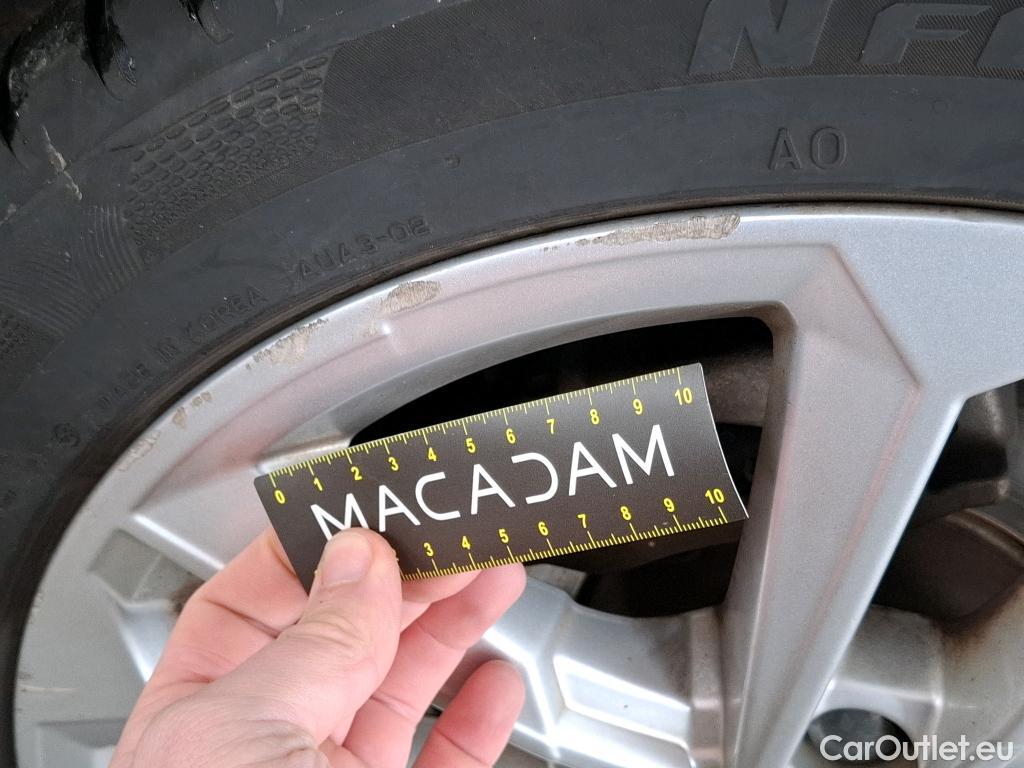 NFE
AO
MADE IN KOREA
AUA3-02
0 1 2 3 4 5 6 7 8 9 10
MACADAM
3 4 5 6 7 8 9 10
CarOutlet.eu